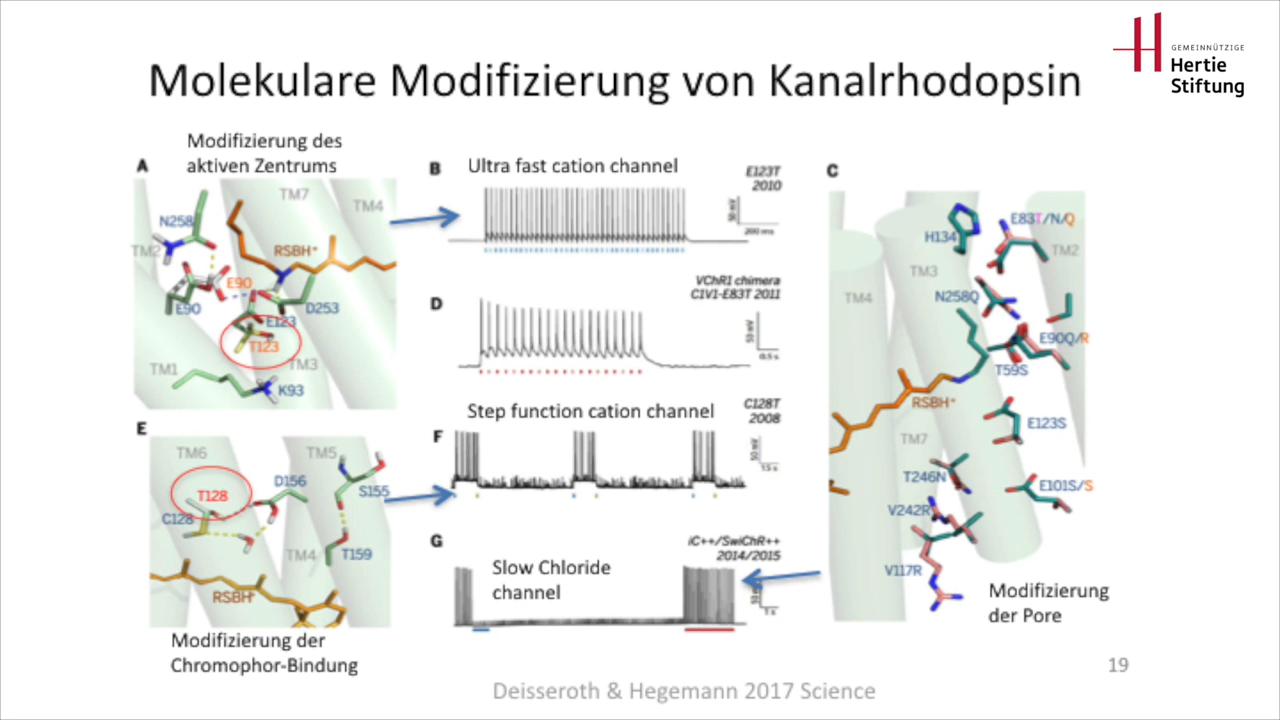 GEMEINNÜTZIGE
Hertie
Stiftung
Molekulare Modifizierung von Kanalrhodopsin
Modifizierung des
aktiven Zentrums
A
TM7
TM4
N258
TM2
RSBH⁺
E90
E90
D253
E123
T123
TM3
TM1
K93
B
Ultra fast cation channel
E123T
2010
50 mV
200 ms
D
VChR1 chimera
C1V1-E83T 2011
50 mV
0.5 s
Step function cation channel
F
C128T
2008
50 mV
15 s
G
iC++/SwiChR++
2014/2015
Slow Chloride
channel
1 s
C
E83T/N/Q
H134
TM2
TM3
TM4
N258Q
E90Q/R
T59S
RSBH⁺
E123S
TM7
T246N
E101S/S
V242R
V117R
Modifizierung
der Pore
E
TM6
TM5
D156
T128
S155
C128
TM4
T159
RSBH⁺
Modifizierung der
Chromophor-Bindung
19
Deisseroth & Hegemann 2017 Science